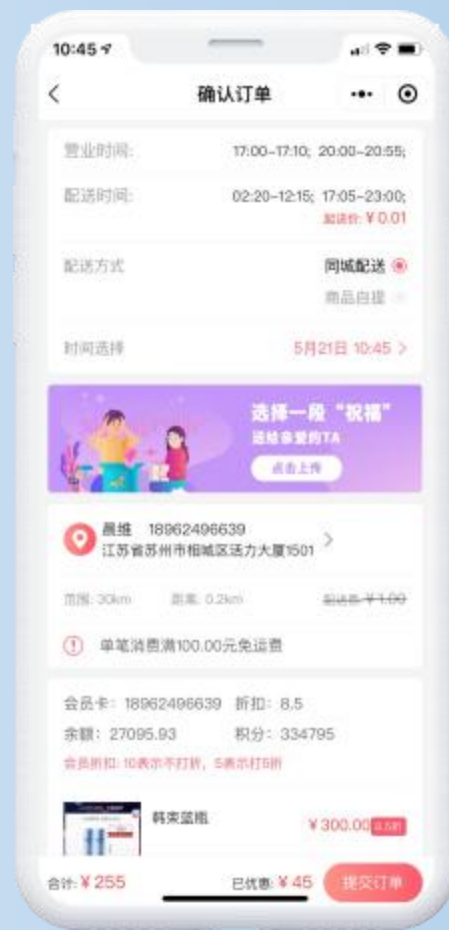 10:45
确认订单
营业时间: 17:00-17:10; 20:00-20:55;
配送时间: 02:20-12:15; 17:05-23:00;
起送价: ¥0.01
配送方式 同城配送
商品自提
时间选择 5月21日 10:45 >
选择一段“祝福”
送给亲爱的TA
点击上传
晨维 18962496639
江苏省苏州市相城区活力大厦1501
范围: 30km 距离: 0.2km 配送费: ¥1.00
单笔消费满100.00元免运费
会员卡: 18962496639 折扣: 8.5
余额: 27095.93 积分: 334795
会员折扣: 10表示不打折, 5表示打5折
韩束蓝瓶 ¥300.00 8.5折
合计: ¥255 已优惠: ¥45 提交订单